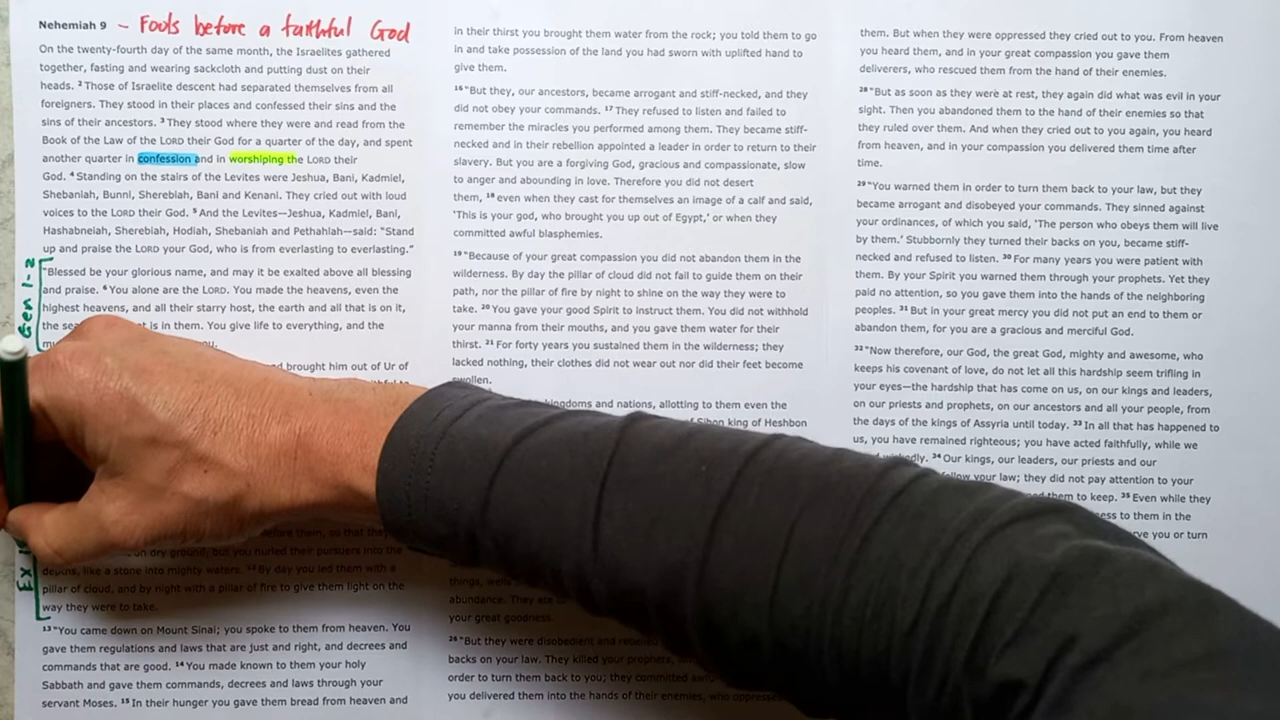 Nehemiah 9 – Fools before a faithful God
On the twenty-fourth day of the same month, the Israelites gathered
together, fasting and wearing sackcloth and putting dust on their
heads. 2 Those of Israelite descent had separated themselves from all
foreigners. They stood in their places and confessed their sins and the
sins of their ancestors. 3 They stood where they were and read from the
Book of the Law of the LORD their God for a quarter of the day, and spent
another quarter in confession and in worshiping the LORD their
God. 4 Standing on the stairs of the Levites were Jeshua, Bani, Kadmiel,
Shebaniah, Bunni, Sherebiah, Bani and Kenani. They cried out with loud
voices to the LORD their God. 5 And the Levites—Jeshua, Kadmiel, Bani,
Hashabneiah, Sherebiah, Hodiah, Shebaniah and Pethahiah—said: "Stand
up and praise the LORD your God, who is from everlasting to everlasting."
Gen 1-2
"Blessed be your glorious name, and may it be exalted above all blessing
and praise. 6 You alone are the LORD. You made the heavens, even the
highest heavens, and all their starry host, the earth and all that is on it,
the is in them. You give life to everything, and the
brought him out of Ur of
before them, so that they
on dry ground, but you hurled their pursuers into the
Ex
depths, like a stone into mighty waters. 12 By day you led them with a
pillar of cloud, and by night with a pillar of fire to give them light on the
way they were to take.
13 "You came down on Mount Sinai; you spoke to them from heaven. You
gave them regulations and laws that are just and right, and decrees and
commands that are good. 14 You made known to them your holy
Sabbath and gave them commands, decrees and laws through your
servant Moses. 15 In their hunger you gave them bread from heaven and
in their thirst you brought them water from the rock; you told them to go
in and take possession of the land you had sworn with uplifted hand to
give them.
16 "But they, our ancestors, became arrogant and stiff-necked, and they
did not obey your commands. 17 They refused to listen and failed to
remember the miracles you performed among them. They became stiff-
necked and in their rebellion appointed a leader in order to return to their
slavery. But you are a forgiving God, gracious and compassionate, slow
to anger and abounding in love. Therefore you did not desert
them, 18 even when they cast for themselves an image of a calf and said,
'This is your god, who brought you up out of Egypt,' or when they
committed awful blasphemies.
19 "Because of your great compassion you did not abandon them in the
wilderness. By day the pillar of cloud did not fail to guide them on their
path, nor the pillar of fire by night to shine on the way they were to
take. 20 You gave your good Spirit to instruct them. You did not withhold
your manna from their mouths, and you gave them water for their
thirst. 21 For forty years you sustained them in the wilderness; they
lacked nothing, their clothes did not wear out nor did their feet become
swollen.
kingdoms and nations, allotting to them even the
of Sihon king of Heshbon
things, wells
abundance. They ate
your great goodness.
26 "But they were disobedient and rebelled
backs on your law. They killed your prophets,
order to turn them back to you; they committed awful
you delivered them into the hands of their enemies, who oppressed
them. But when they were oppressed they cried out to you. From heaven
you heard them, and in your great compassion you gave them
deliverers, who rescued them from the hand of their enemies.
28 "But as soon as they were at rest, they again did what was evil in your
sight. Then you abandoned them to the hand of their enemies so that
they ruled over them. And when they cried out to you again, you heard
from heaven, and in your compassion you delivered them time after
time.
29 "You warned them in order to turn them back to your law, but they
became arrogant and disobeyed your commands. They sinned against
your ordinances, of which you said, 'The person who obeys them will live
by them.' Stubbornly they turned their backs on you, became stiff-
necked and refused to listen. 30 For many years you were patient with
them. By your Spirit you warned them through your prophets. Yet they
paid no attention, so you gave them into the hands of the neighboring
peoples. 31 But in your great mercy you did not put an end to them or
abandon them, for you are a gracious and merciful God.
32 "Now therefore, our God, the great God, mighty and awesome, who
keeps his covenant of love, do not let all this hardship seem trifling in
your eyes—the hardship that has come on us, on our kings and leaders,
on our priests and prophets, on our ancestors and all your people, from
the days of the kings of Assyria until today. 33 In all that has happened to
us, you have remained righteous; you have acted faithfully, while we
34 Our kings, our leaders, our priests and our
follow your law; they did not pay attention to your
them to keep. 35 Even while they
to them in the
you or turn